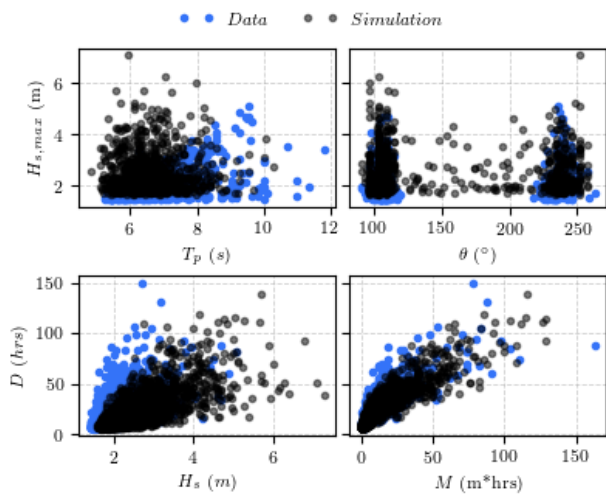 Data Simulation
H_{s,max} (m)
6
4
2
6 8 10 12
T_p (s)
100 150 200 250
θ (°)
D (hrs)
150
100
50
0
2 4 6
H_s (m)
0 50 100 150
M (m*hrs)